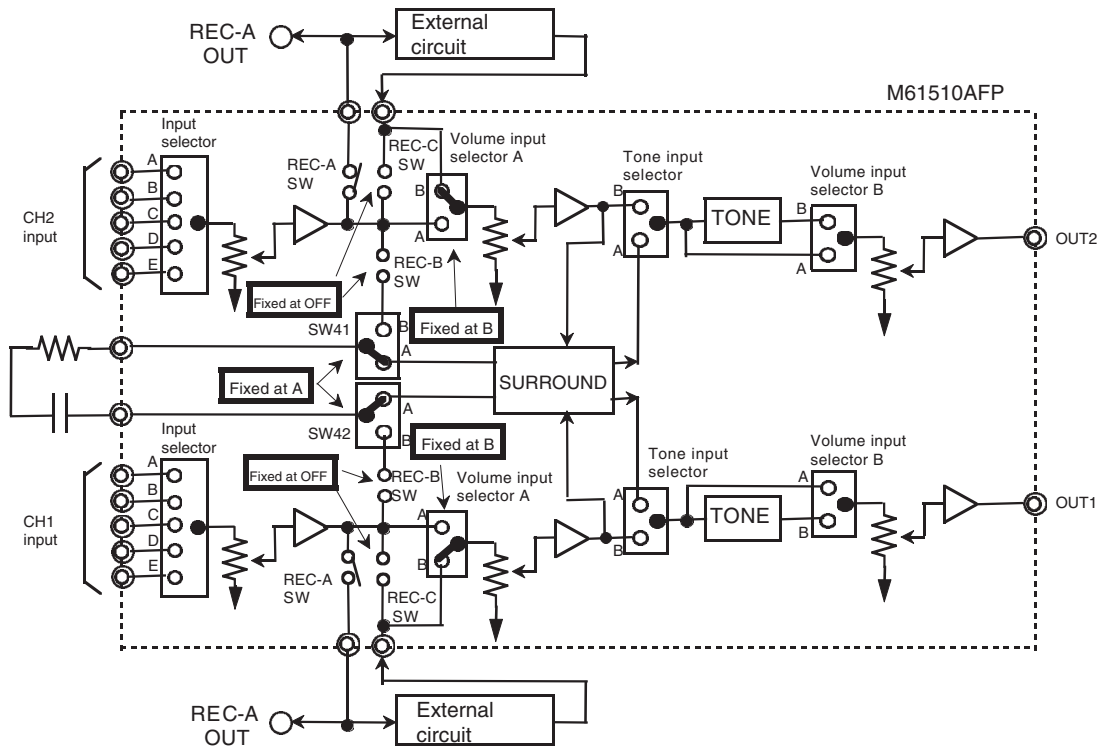 REC-A
OUT
External
circuit
M61510AFP
Input
selector
A
B
C
D
E
CH2
input
REC-A
SW
REC-C
SW
Volume input
selector A
B
A
REC-B
SW
Tone input
selector
B
A
TONE
Volume input
selector B
B
A
OUT2
Fixed at OFF
Fixed at B
SW41
B
A
Fixed at A
SURROUND
SW42
A
B
Fixed at B
Input
selector
A
B
C
D
E
CH1
input
Fixed at OFF
REC-B
SW
Volume input
selector A
A
B
Tone input
selector
A
B
TONE
Volume input
selector B
A
B
OUT1
REC-A
SW
REC-C
SW
REC-A
OUT
External
circuit